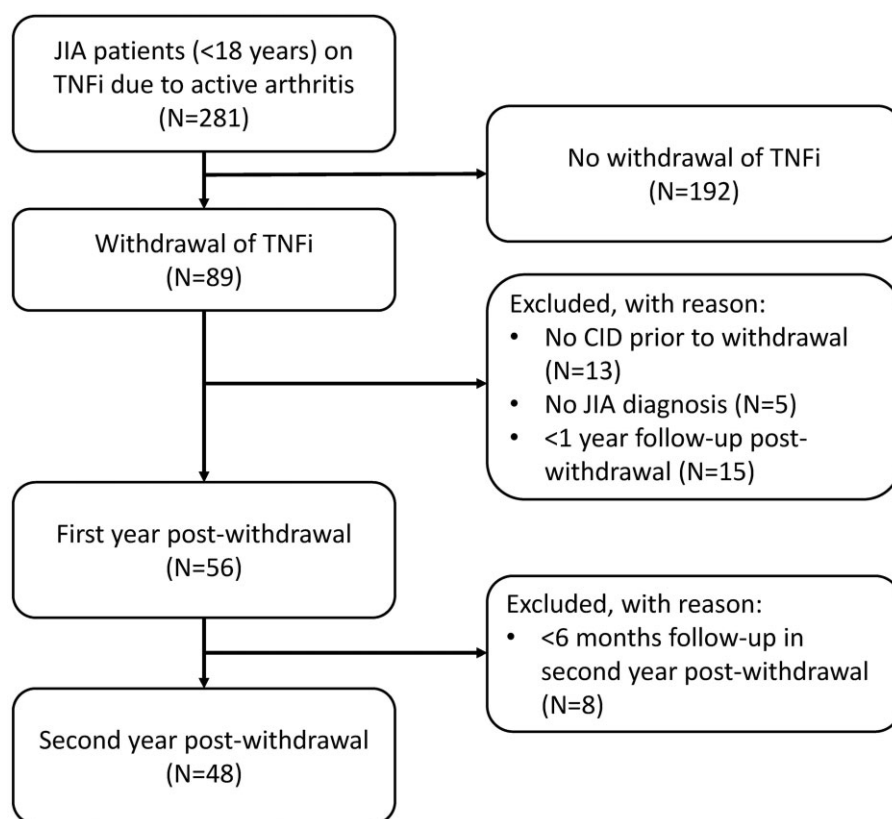 JIA patients (<18 years) on
TNFi due to active arthritis
(N=281)
No withdrawal of TNFi
(N=192)
Withdrawal of TNFi
(N=89)
Excluded, with reason:
• No CID prior to withdrawal
(N=13)
• No JIA diagnosis (N=5)
• <1 year follow-up post-
withdrawal (N=15)
First year post-withdrawal
(N=56)
Excluded, with reason:
• <6 months follow-up in
second year post-withdrawal
(N=8)
Second year post-withdrawal
(N=48)